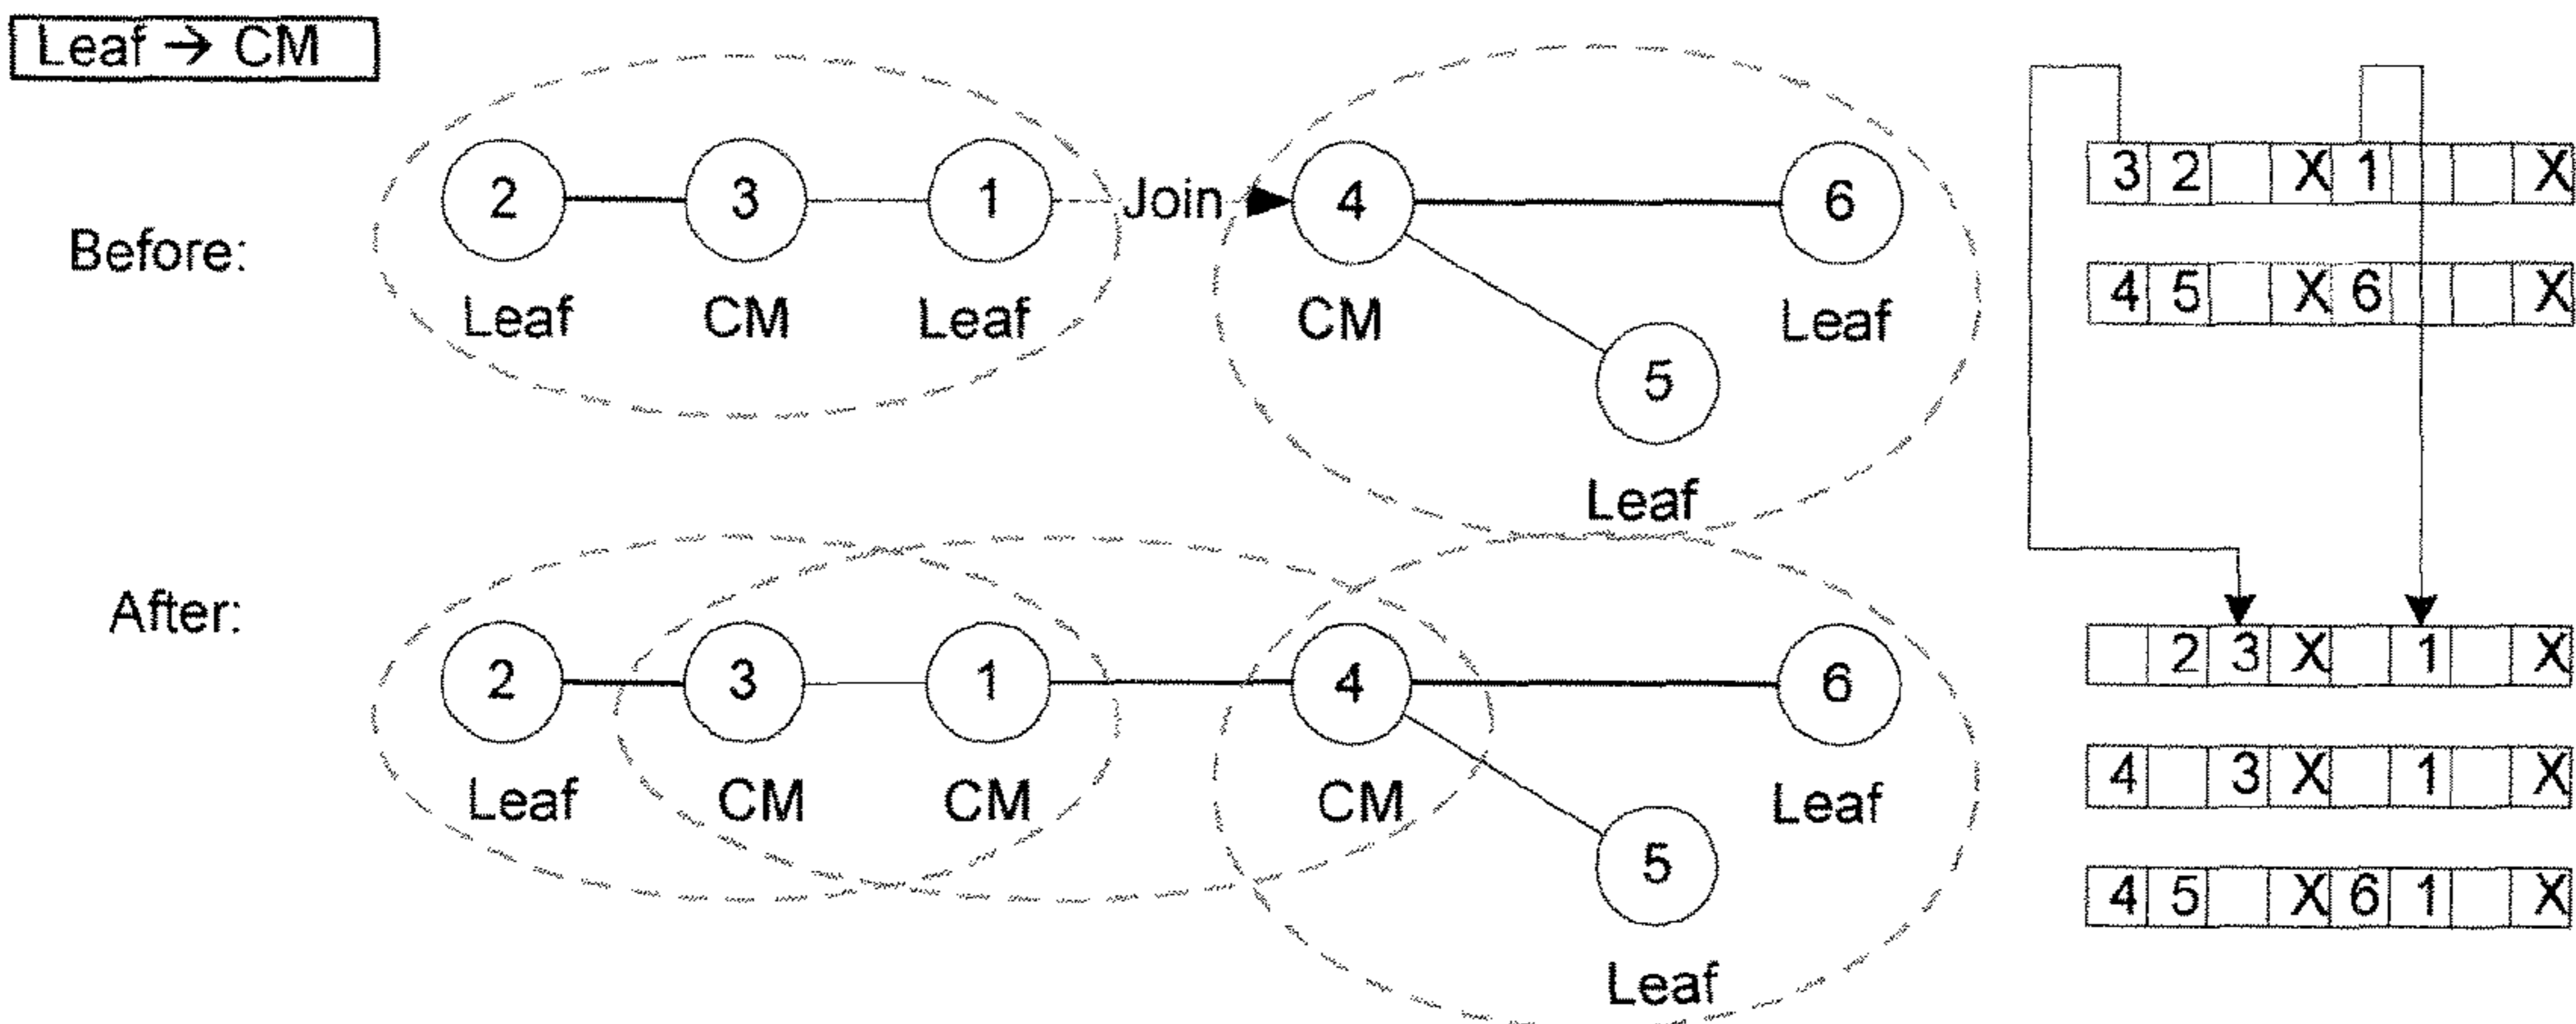 Leaf → CM
2 3 1 Join 4 6
3 2 X 1 X
Before:
Leaf CM Leaf CM Leaf
4 5 X 6 X
5
Leaf
After:
2 3 1 4 6
2 3 X 1 X
Leaf CM CM CM Leaf
4 3 X 1 X
5
4 5 X 6 1 X
Leaf